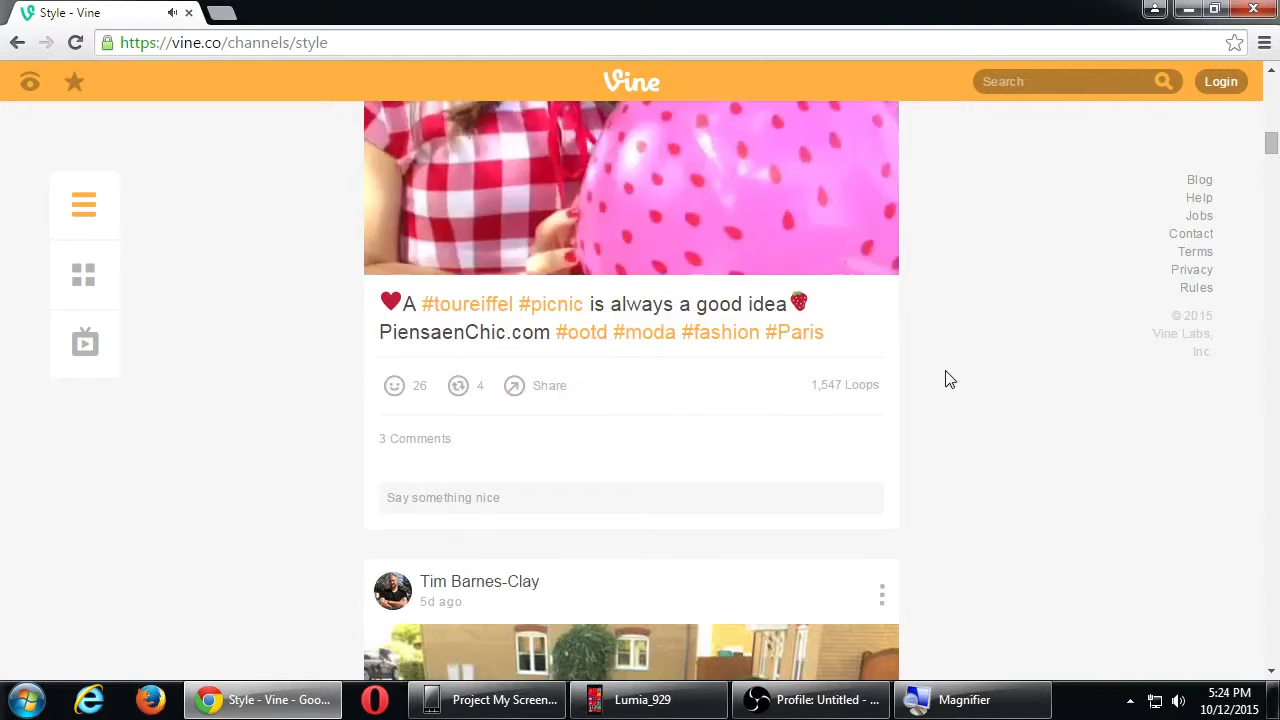 Style - Vine
https://vine.co/channels/style
Vine
Search
Login
Blog
Help
Jobs
Contact
Terms
Privacy
Rules
© 2015
Vine Labs,
Inc.
A #toureiffel #picnic is always a good idea
PiensaenChic.com #ootd #moda #fashion #Paris
26
4
Share
1,547 Loops
3 Comments
Say something nice
Tim Barnes-Clay
5d ago
Style - Vine - Goo...
Project My Screen...
Lumia_929
Profile: Untitled - ...
Magnifier
5:24 PM
10/12/2015